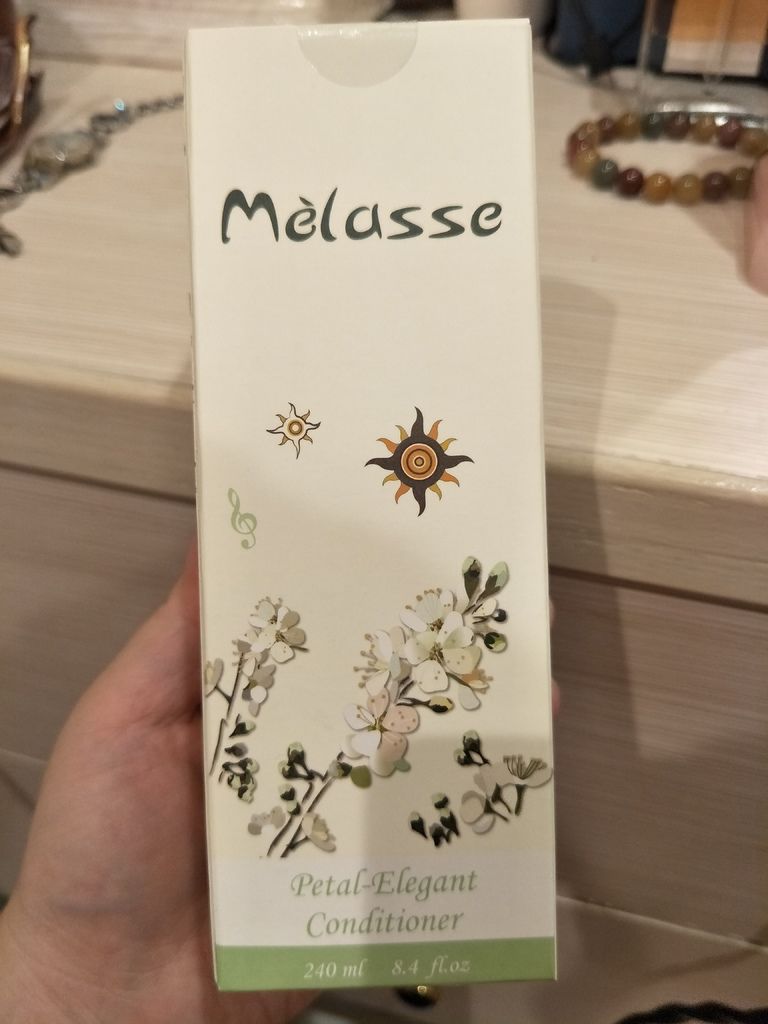 Mèlasse
Petal-Elegant
Conditioner
240 ml 8.4 fl.oz